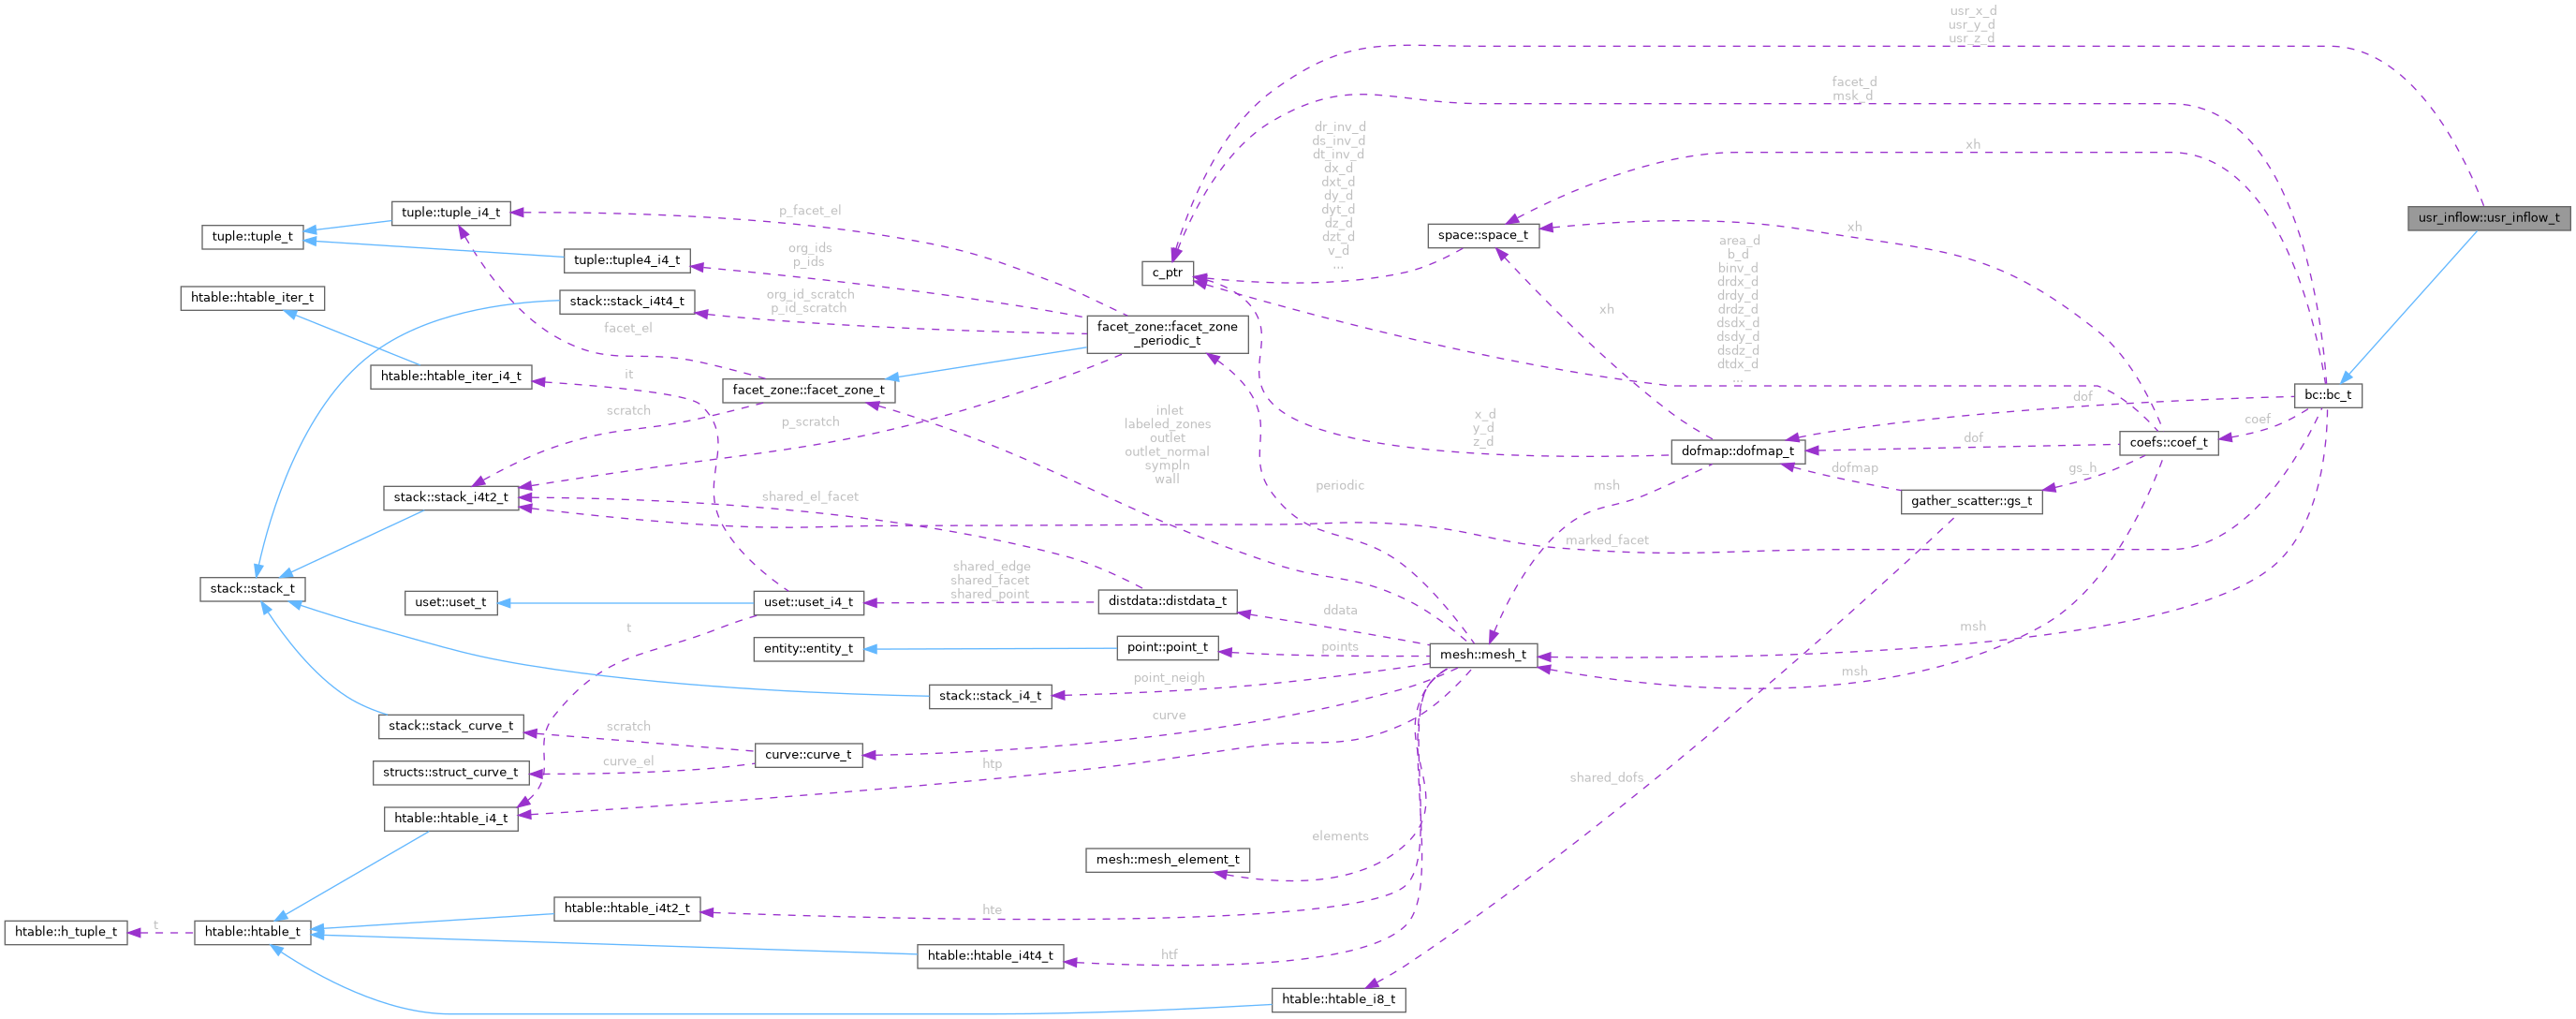 usr_x_d
usr_y_d
usr_z_d
facet_d
msk_d
dr_inv_d
ds_inv_d
dt_inv_d
dx_d
dxt_d
dy_d
dyt_d
dz_d
dzt_d
v_d
...
xh
p_facet_el
tuple::tuple_i4_t
tuple::tuple_t
usr_inflow::usr_inflow_t
space::space_t
xh
org_ids
p_ids
tuple::tuple4_i4_t
c_ptr
area_d
b_d
binv_d
drdx_d
drdy_d
drdz_d
dsdx_d
dsdy_d
dsdz_d
dtdx_d
...
htable::htable_iter_t
stack::stack_i4t4_t
org_id_scratch
p_id_scratch
xh
facet_el
facet_zone::facet_zone
_periodic_t
htable::htable_iter_i4_t
it
facet_zone::facet_zone_t
bc::bc_t
dof
scratch
p_scratch
inlet
labeled_zones
outlet
outlet_normal
sympln
wall
x_d
y_d
z_d
coef
coefs::coef_t
dof
dofmap::dofmap_t
dofmap
gs_h
periodic
msh
stack::stack_i4t2_t
shared_el_facet
gather_scatter::gs_t
marked_facet
stack::stack_t
uset::uset_t
uset::uset_i4_t
shared_edge
shared_facet
shared_point
distdata::distdata_t
ddata
msh
t
entity::entity_t
point::point_t
points
mesh::mesh_t
msh
point_neigh
stack::stack_i4_t
stack::stack_curve_t
scratch
curve
curve::curve_t
structs::struct_curve_t
curve_el
htp
shared_dofs
htable::htable_i4_t
elements
mesh::mesh_element_t
htable::htable_i4t2_t
hte
htable::h_tuple_t
t
htable::htable_t
htable::htable_i4t4_t
htf
htable::htable_i8_t